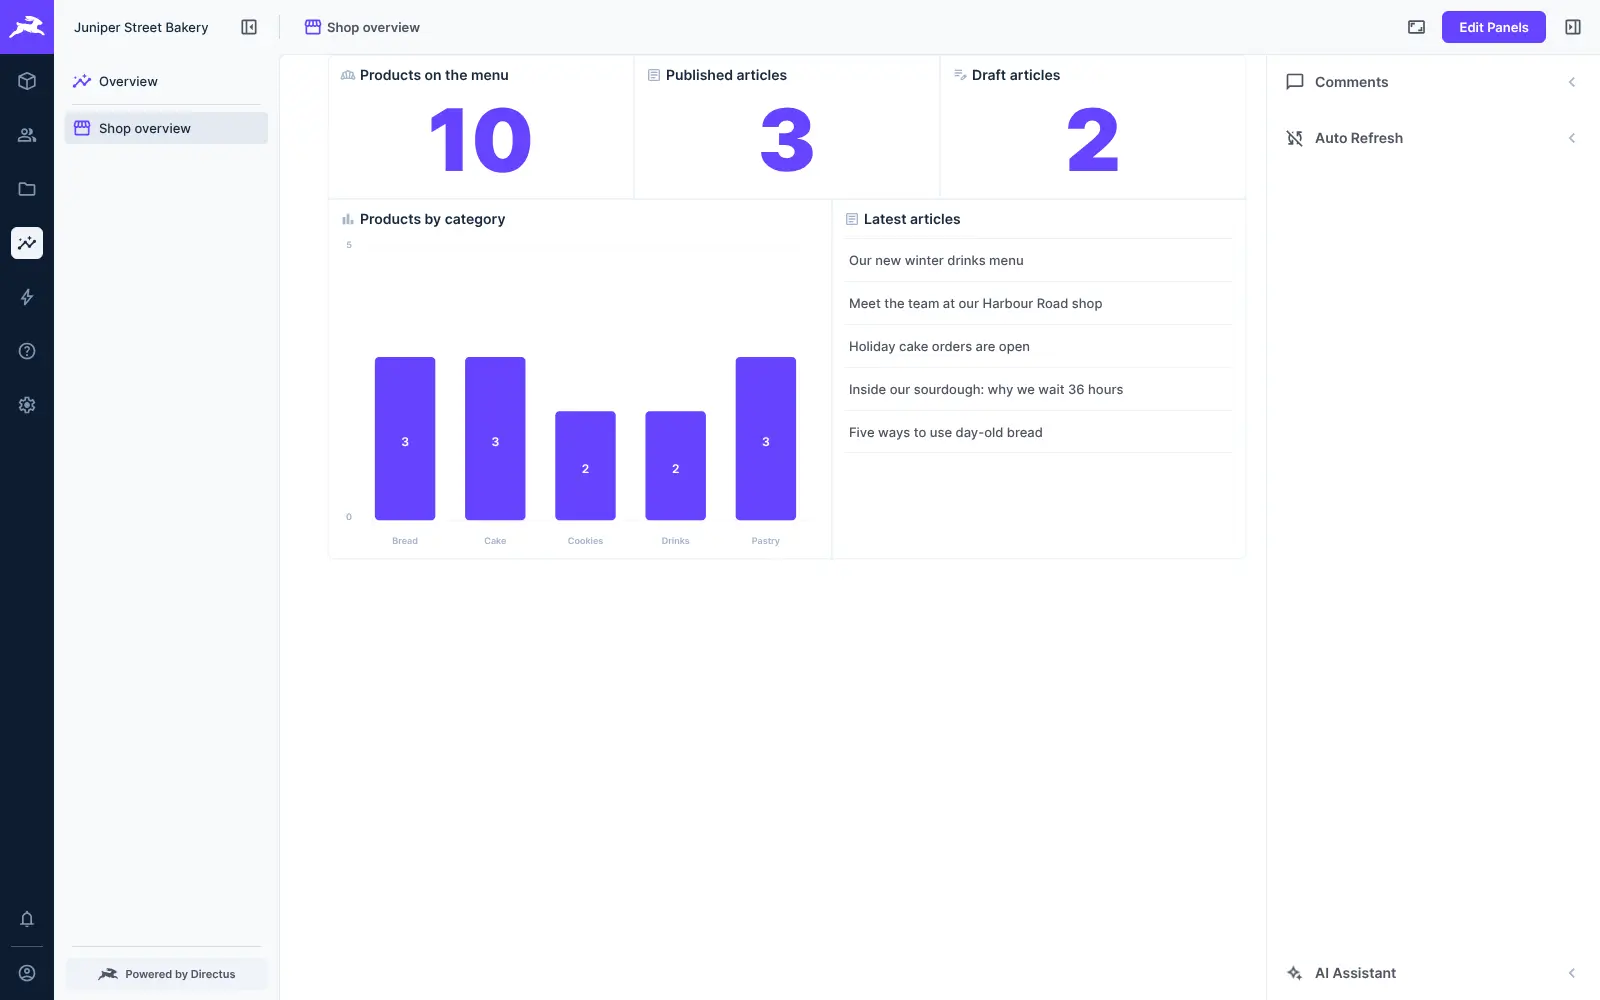 Juniper Street Bakery
Shop overview
Edit Panels
Overview
Shop overview
Products on the menu
10
Published articles
3
Draft articles
2
Products by category
5
3
3
2
2
3
0
Bread
Cake
Cookies
Drinks
Pastry
Latest articles
Our new winter drinks menu
Meet the team at our Harbour Road shop
Holiday cake orders are open
Inside our sourdough: why we wait 36 hours
Five ways to use day-old bread
Comments
Auto Refresh
AI Assistant
Powered by Directus